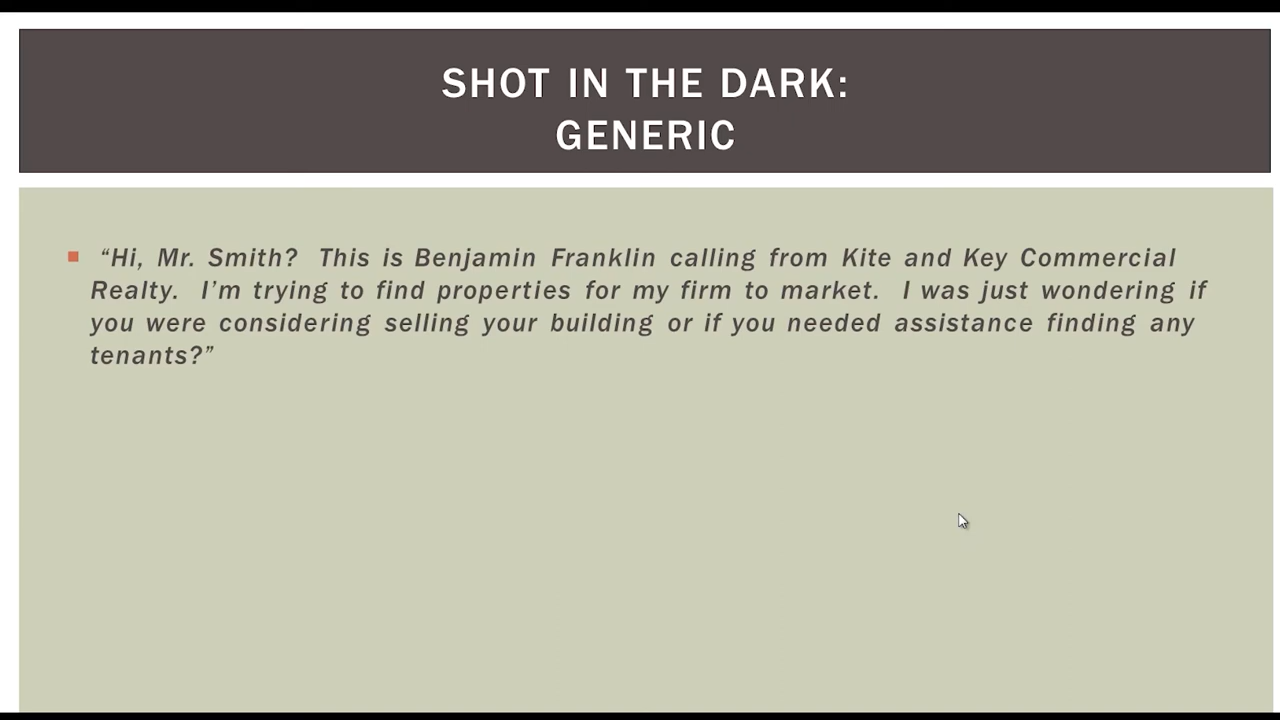 SHOT IN THE DARK:
GENERIC
“Hi, Mr. Smith?  This is Benjamin Franklin calling from Kite and Key Commercial
Realty.  I’m trying to find properties for my firm to market.  I was just wondering if
you were considering selling your building or if you needed assistance finding any
tenants?”